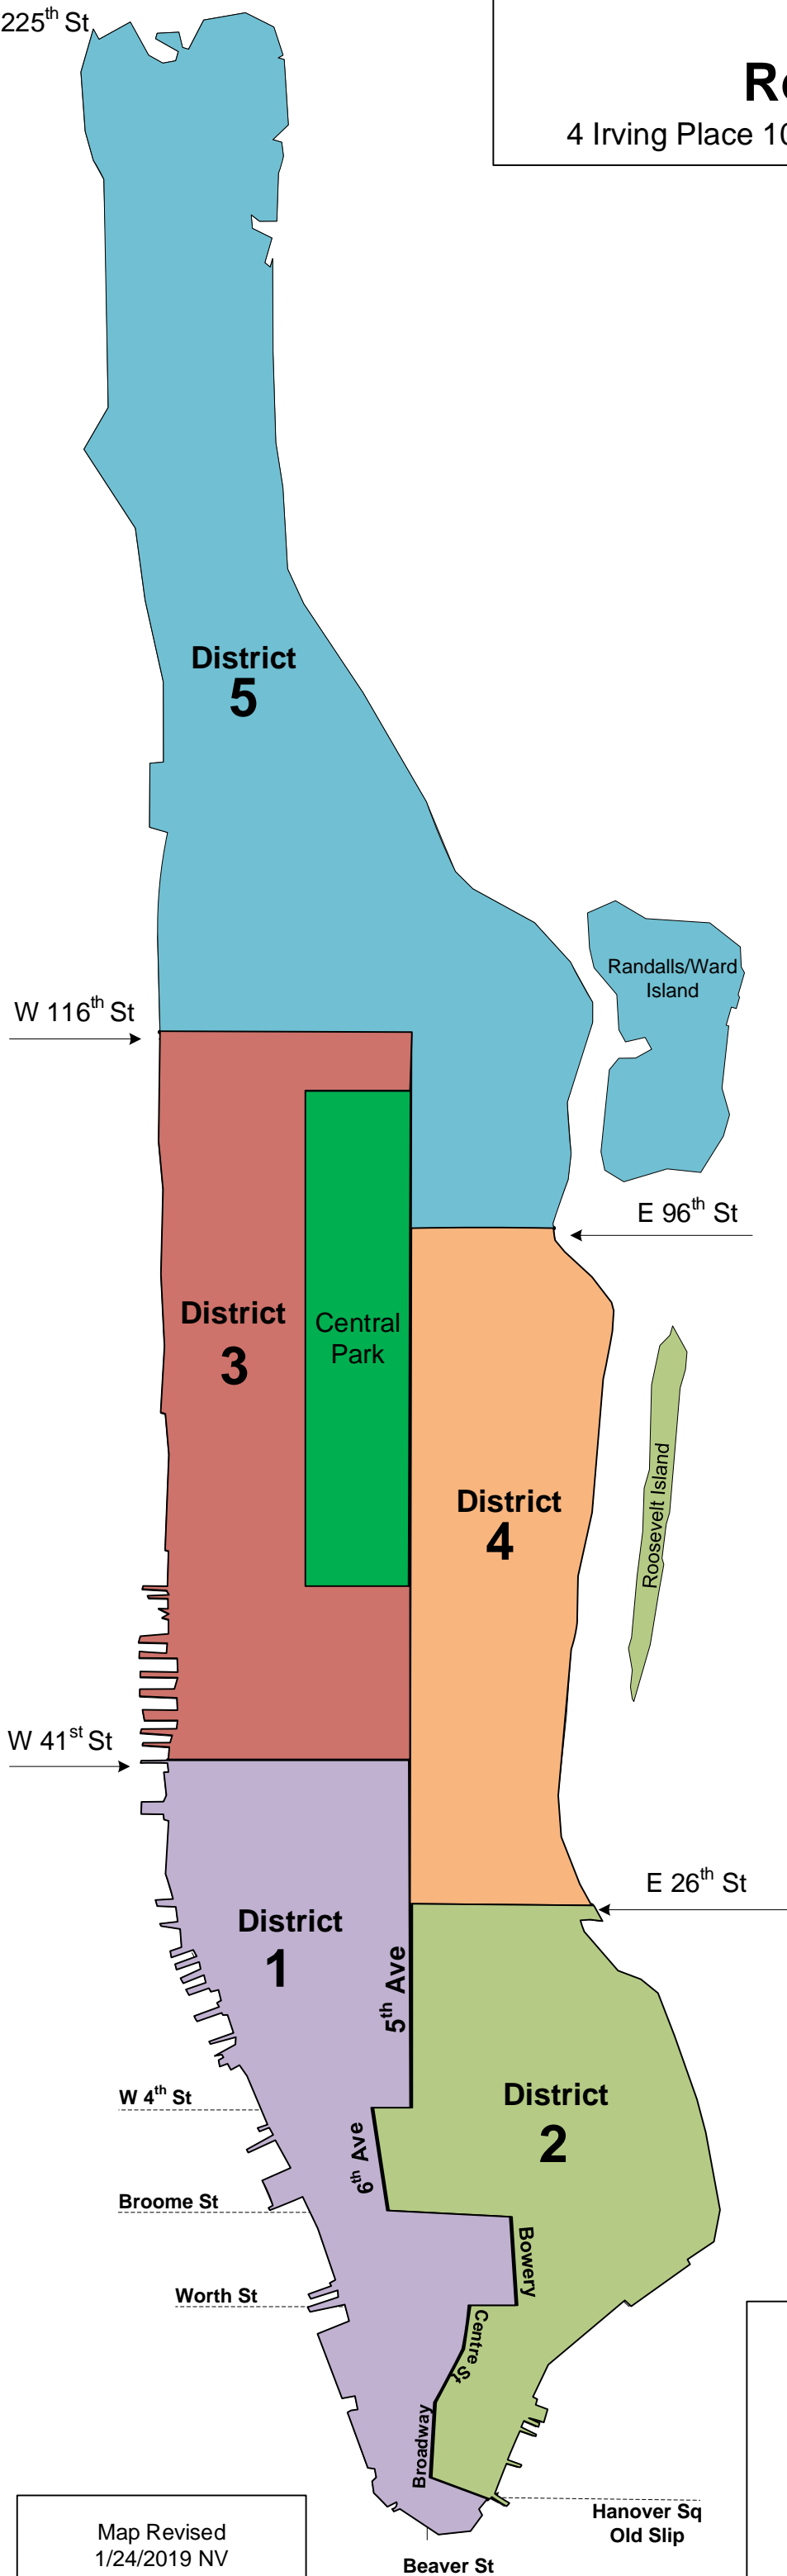 225th St
Re
4 Irving Place 10
District
5
Randalls/Ward
Island
W 116th St
E 96th St
District
3
Central
Park
District
4
Roosevelt Island
W 41st St
E 26th St
District
1
5th Ave
W 4th St
District
2
6th Ave
Broome St
Bowery
Worth St
Centre St
Broadway
Hanover Sq
Old Slip
Map Revised
1/24/2019 NV
Beaver St